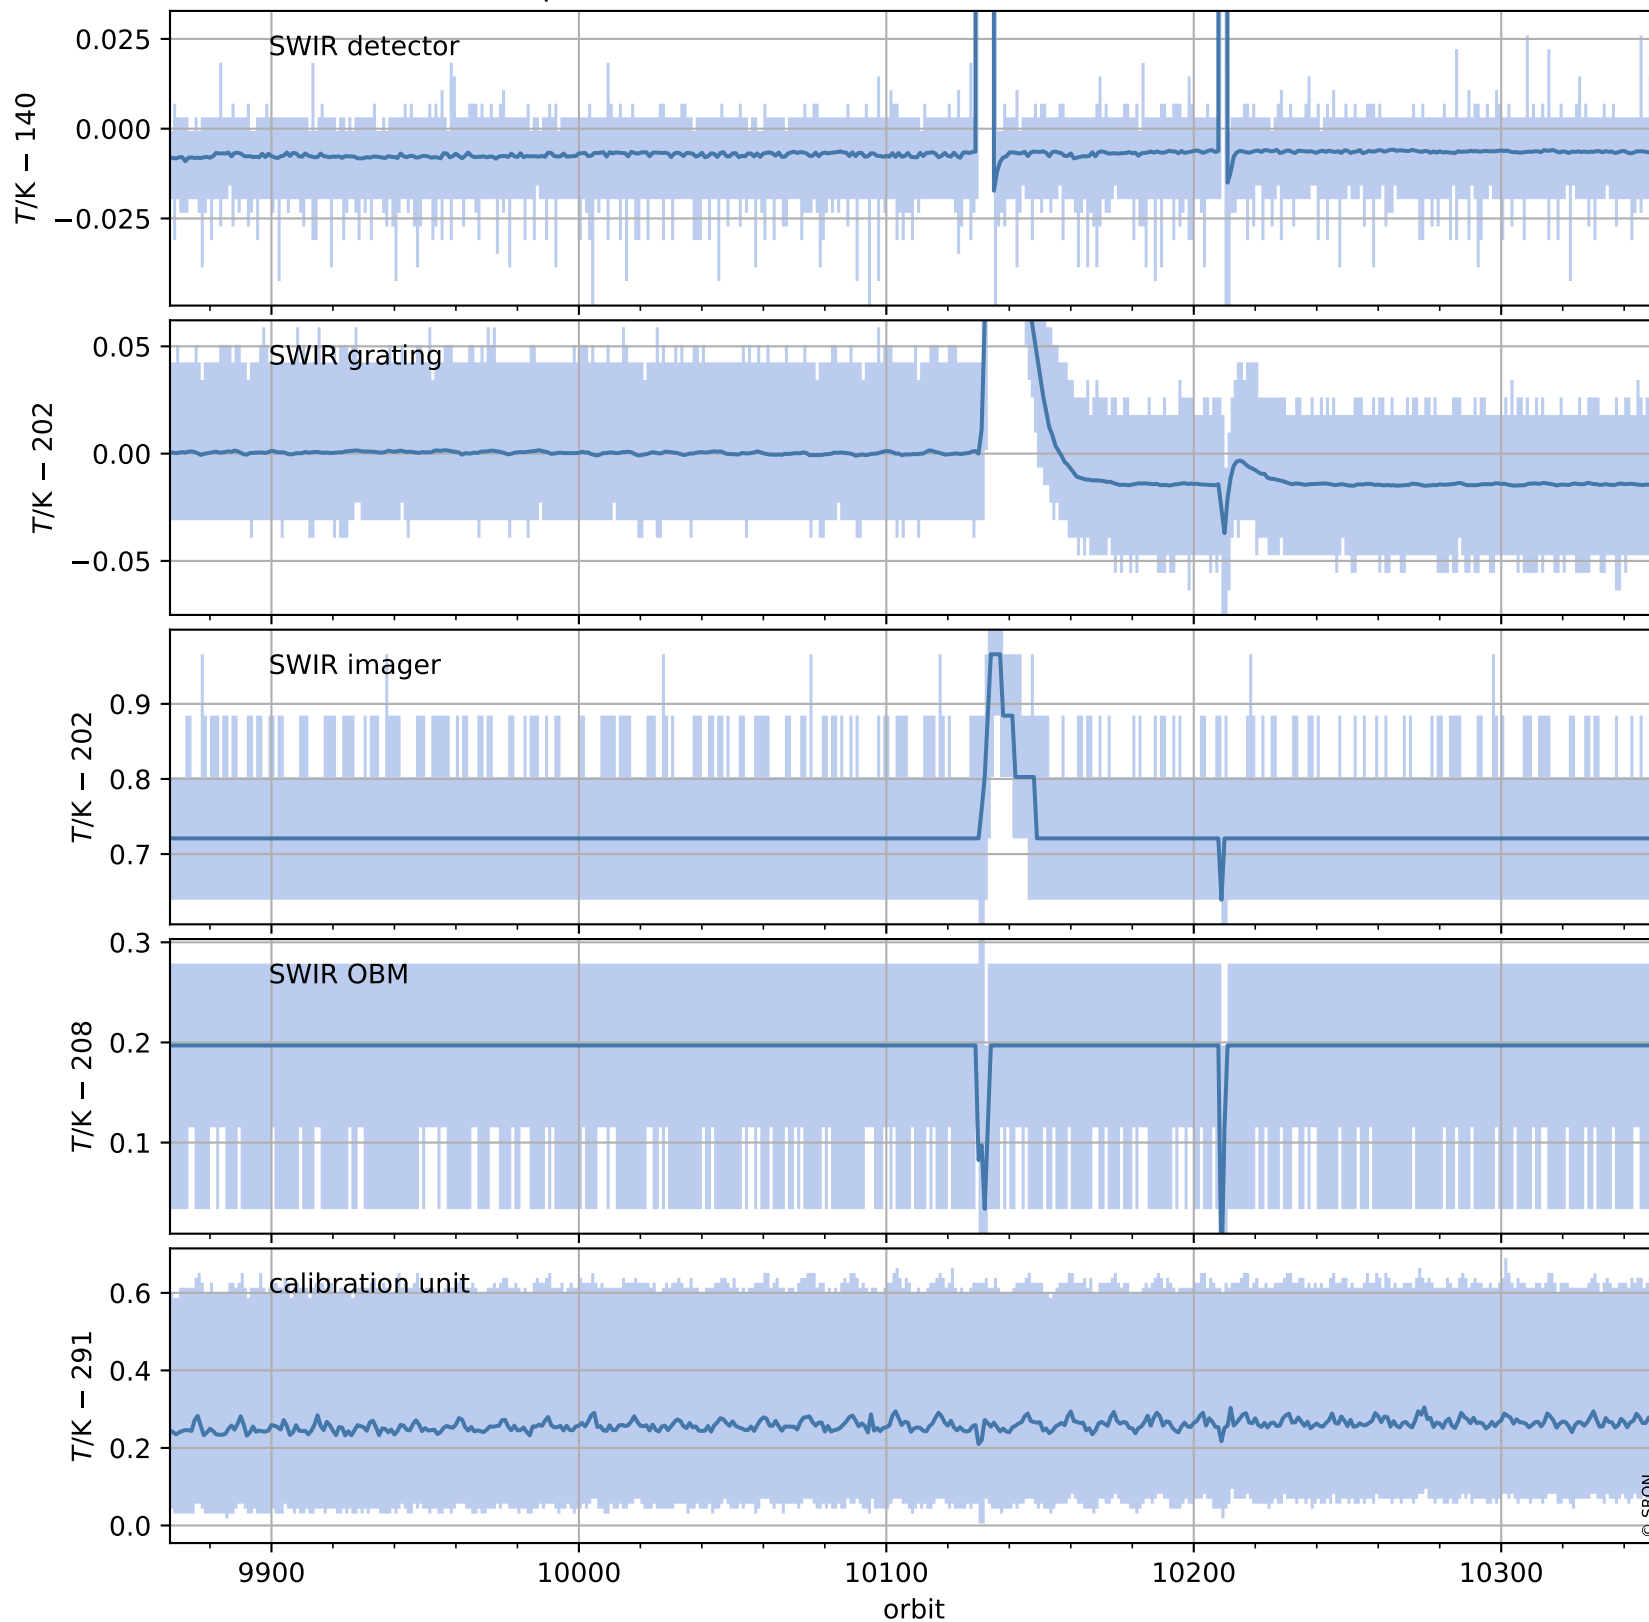 SWIR detector
0.025
0.000
−0.025
T/K − 140
SWIR grating
0.05
0.00
−0.05
T/K − 202
SWIR imager
0.9
0.8
0.7
T/K − 202
SWIR OBM
0.3
0.2
0.1
T/K − 208
calibration unit
0.6
0.4
0.2
0.0
T/K − 291
9900 10000 10100 10200 10300
orbit
© SRON